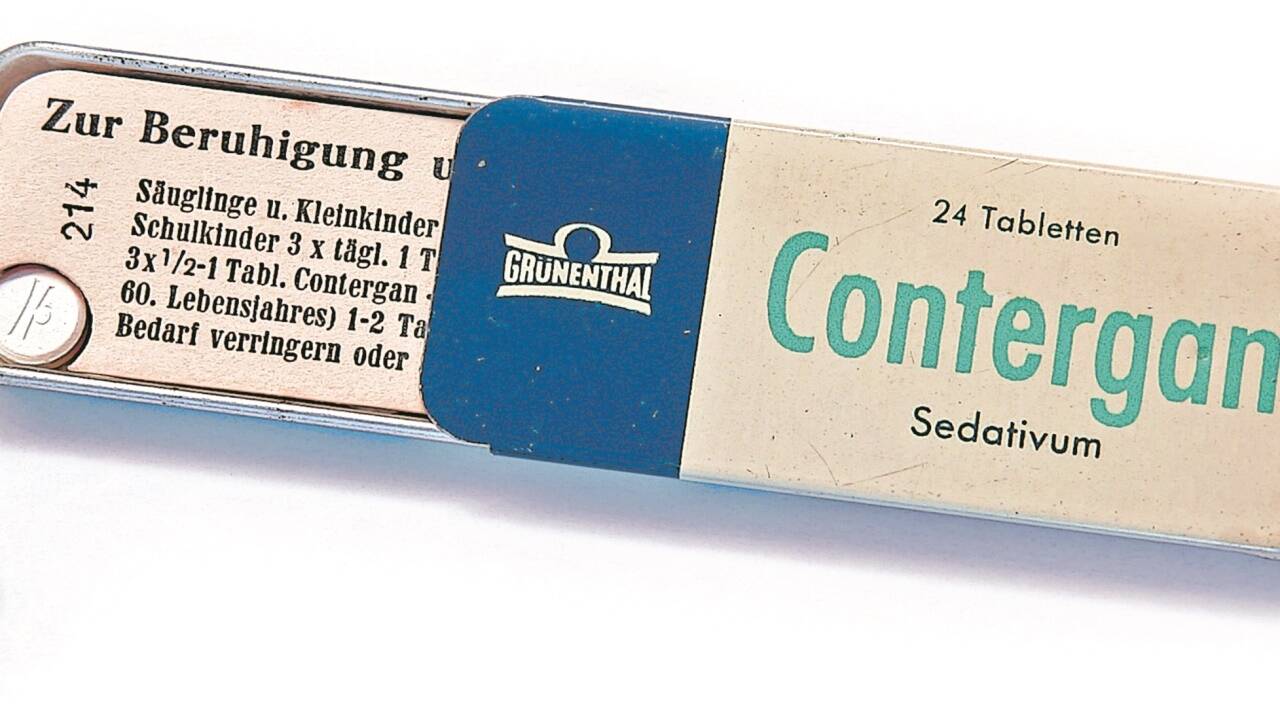 Zur Beruhigung u
214
Säuglinge u. Kleinkinder
Schulkinder 3 x tägl. 1 T
3x1/2-1 Tabl. Contergan
60. Lebensjahres) 1-2 Ta
Bedarf verringern oder
GRÜNENTHAL
24 Tabletten
Contergan
Sedativum